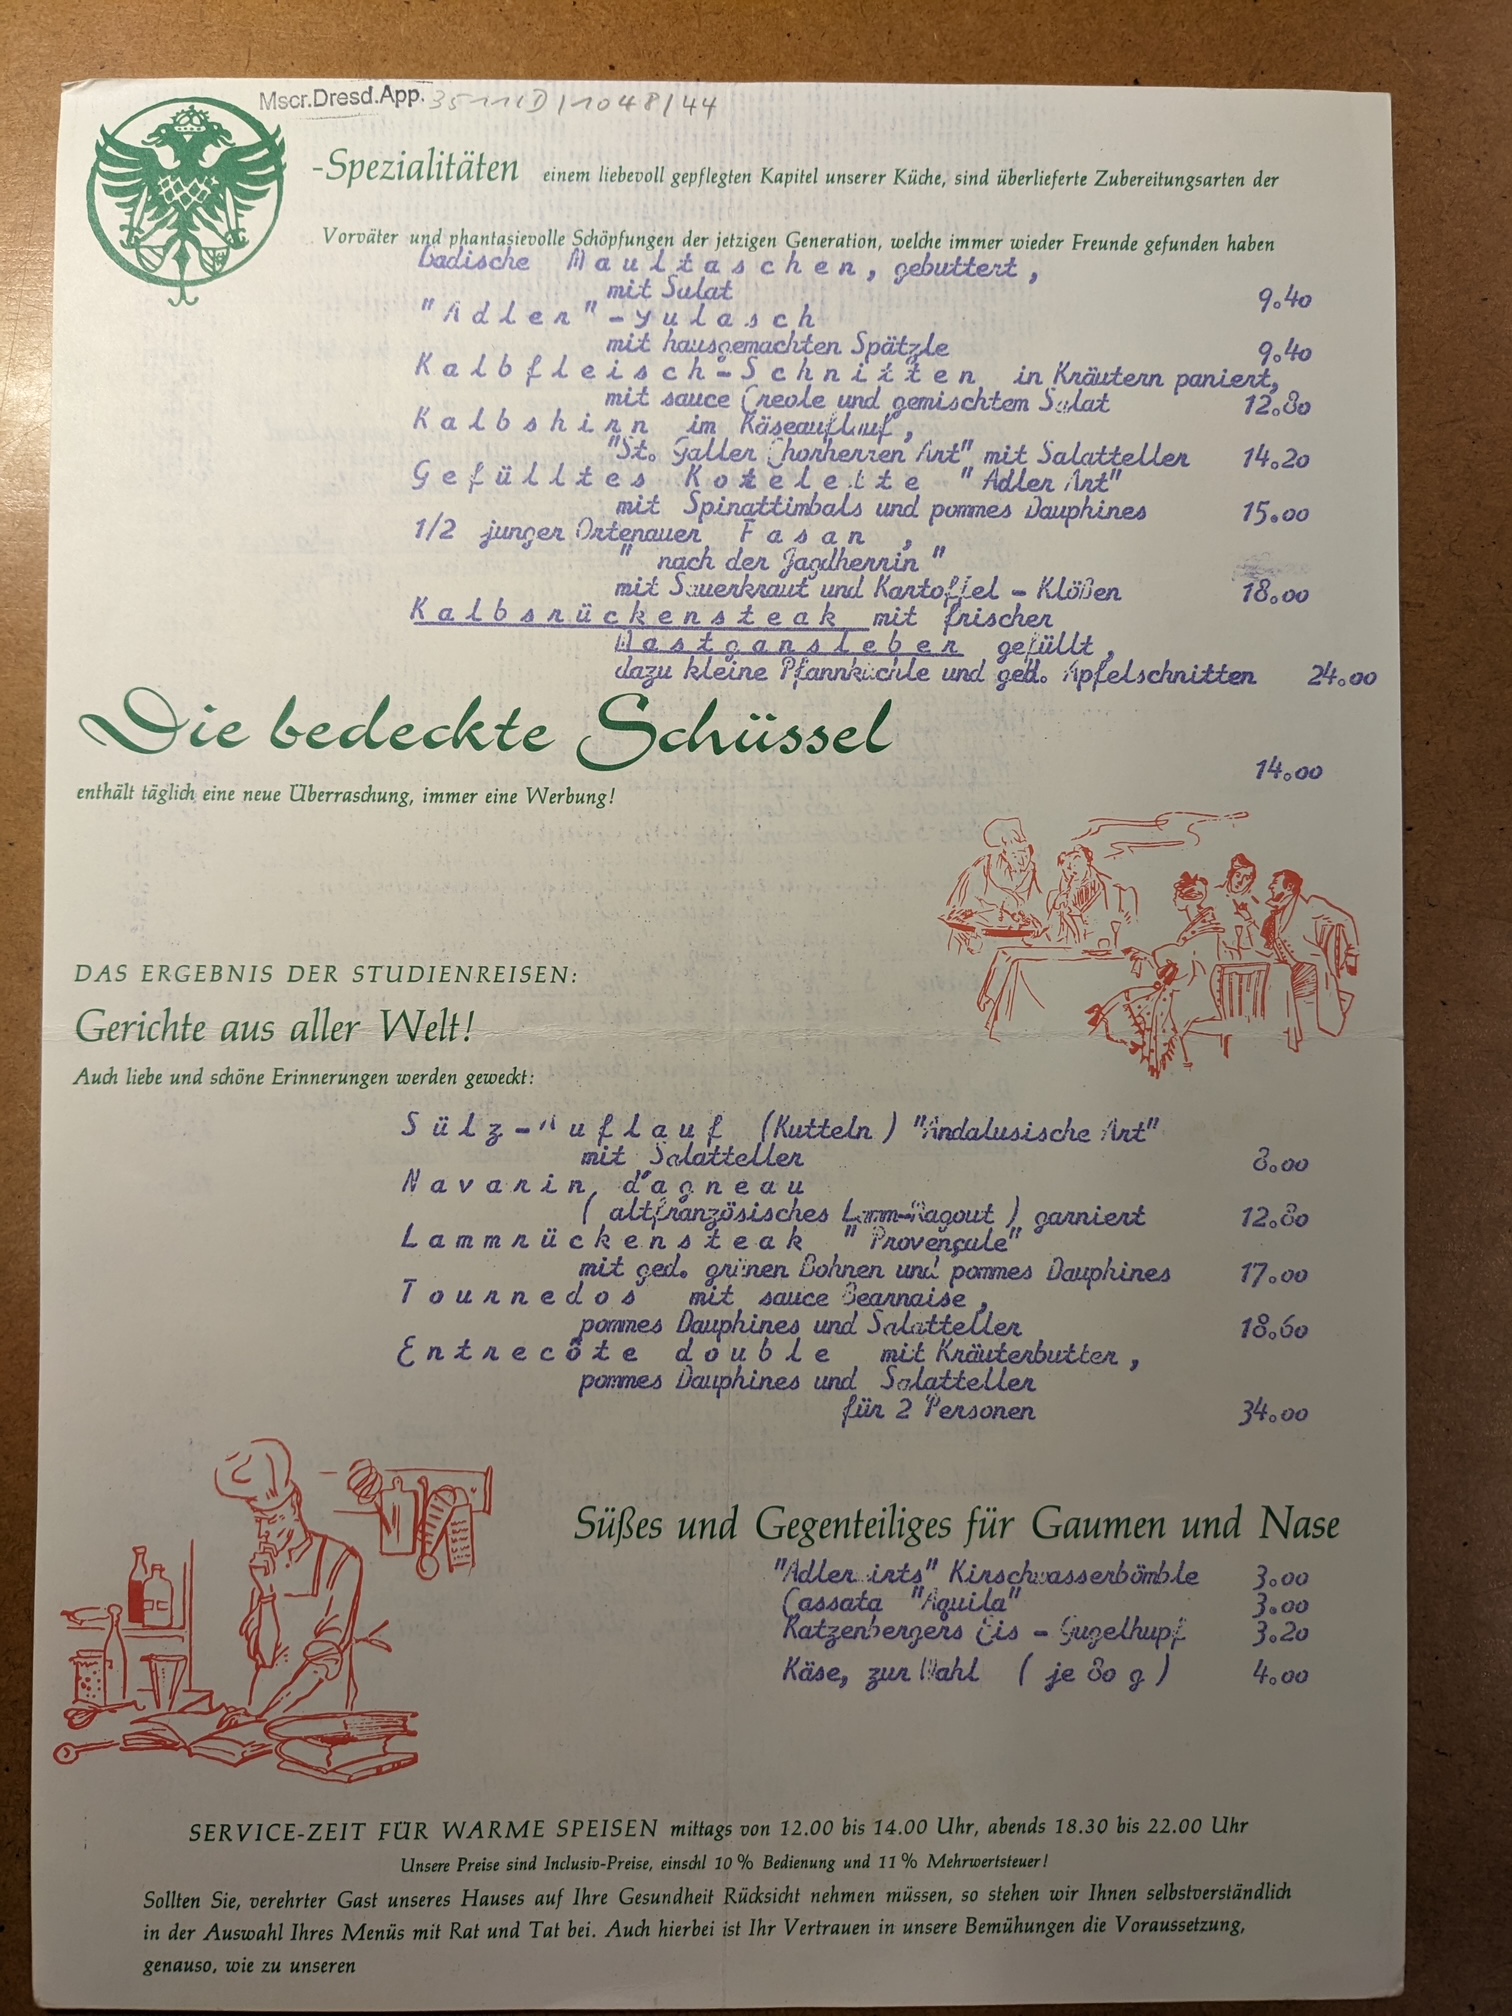 Mscr.Dresd.App. 3511 D/1048/44
-Spezialitäten einem liebevoll gepflegten Kapitel unserer Küche, sind überlieferte Zubereitungsarten der
Vorväter und phantasievolle Schöpfungen der jetzigen Generation, welche immer wieder Freunde gefunden haben
Badische Maultaschen, gebuttert,
mit Salat 9.40
"Adler"-Gulasch
mit hausgemachten Spätzle 9.40
Kalbfleisch-Schnitten in Kräutern paniert,
mit sauce Creole und gemischtem Salat 12.80
Kalbshirn im Käseauflauf,
"St. Galler Chorherren Art" mit Salatteller 14.20
Gefülltes Kotelette "Adler Art"
mit Spinattimbals und pommes Dauphines 15.00
1/2 junger Ortenauer Fasan,
"nach der Jagdherrin"
mit Sauerkraut und Kartoffel - Klößen 18.00
Kalbsrückensteak mit frischer
Mastgansleber gefüllt,
dazu kleine Pfannküchle und geb. Apfelschnitten 24.00
Die bedeckte Schüssel
14.00
enthält täglich eine neue Überraschung, immer eine Werbung!
DAS ERGEBNIS DER STUDIENREISEN:
Gerichte aus aller Welt!
Auch liebe und schöne Erinnerungen werden geweckt:
Sülz-Auflauf (Kutteln) "Andalusische Art"
mit Salatteller 8.00
Navarin d'agneau
(altfranzösisches Lamm-Ragout) garniert 12.80
Lammrückensteak "Provençale"
mit ged. grünen Bohnen und pommes Dauphines 17.00
Tournedos mit sauce Bearnaise,
pommes Dauphines und Salatteller 18.60
Entrecôte double mit Kräuterbutter,
pommes Dauphines und Salatteller
für 2 Personen 34.00
Süßes und Gegenteiliges für Gaumen und Nase
"Adlerwirts" Kirschwasserbömble 3.00
Cassata "Aquila" 3.00
Katzenbergers Eis - Gugelhupf 3.20
Käse, zur Wahl (je 80 g) 4.00
SERVICE-ZEIT FÜR WARME SPEISEN mittags von 12.00 bis 14.00 Uhr, abends 18.30 bis 22.00 Uhr
Unsere Preise sind Inclusiv-Preise, einschl 10% Bedienung und 11% Mehrwertsteuer!
Sollten Sie, verehrter Gast unseres Hauses auf Ihre Gesundheit Rücksicht nehmen müssen, so stehen wir Ihnen selbstverständlich
in der Auswahl Ihres Menüs mit Rat und Tat bei. Auch hierbei ist Ihr Vertrauen in unsere Bemühungen die Voraussetzung,
genauso, wie zu unseren